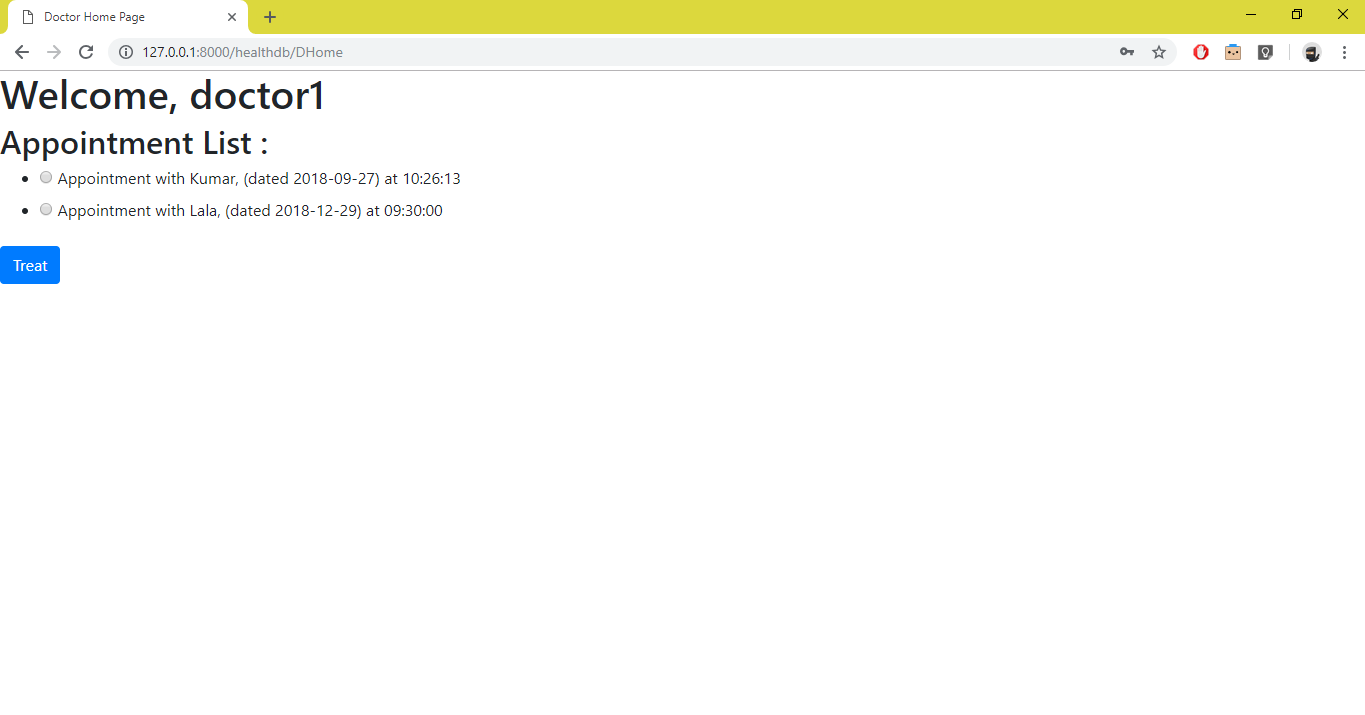 Doctor Home Page
127.0.0.1:8000/healthdb/DHome
Welcome, doctor1
Appointment List :
Appointment with Kumar, (dated 2018-09-27) at 10:26:13
Appointment with Lala, (dated 2018-12-29) at 09:30:00
Treat